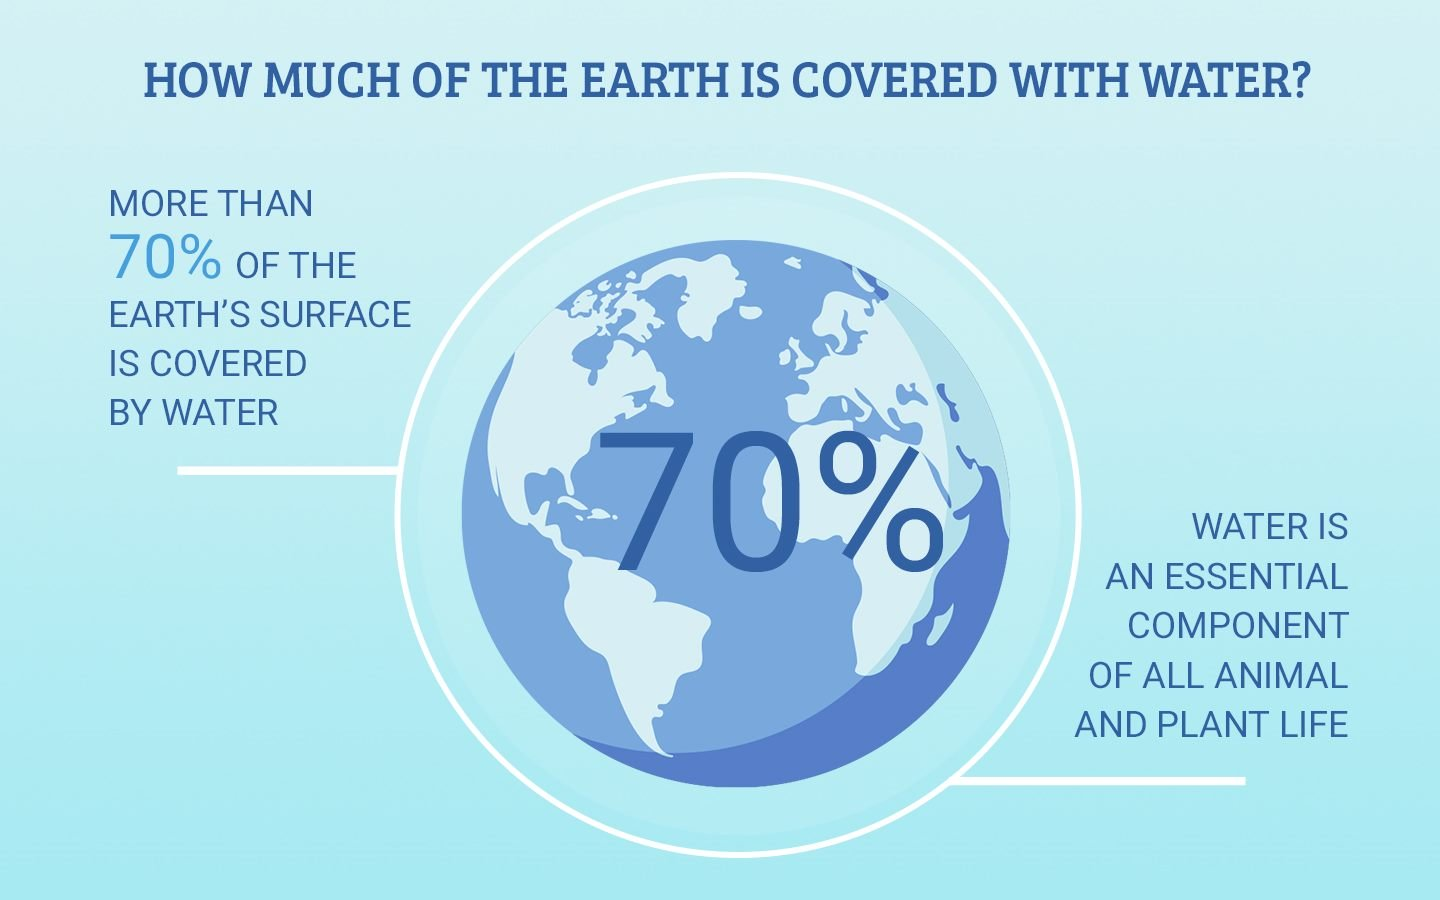 HOW MUCH OF THE EARTH IS COVERED WITH WATER?
MORE THAN
70% OF THE
EARTH’S SURFACE
IS COVERED
BY WATER
70%
WATER IS
AN ESSENTIAL
COMPONENT
OF ALL ANIMAL
AND PLANT LIFE